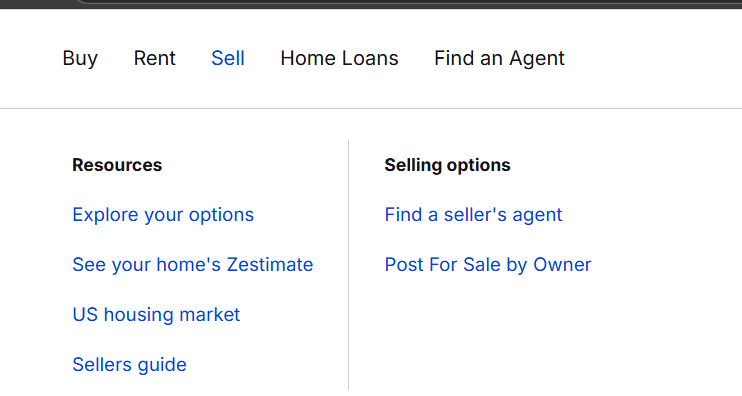 Buy Rent Sell Home Loans Find an Agent
Resources
Explore your options
See your home's Zestimate
US housing market
Sellers guide
Selling options
Find a seller's agent
Post For Sale by Owner